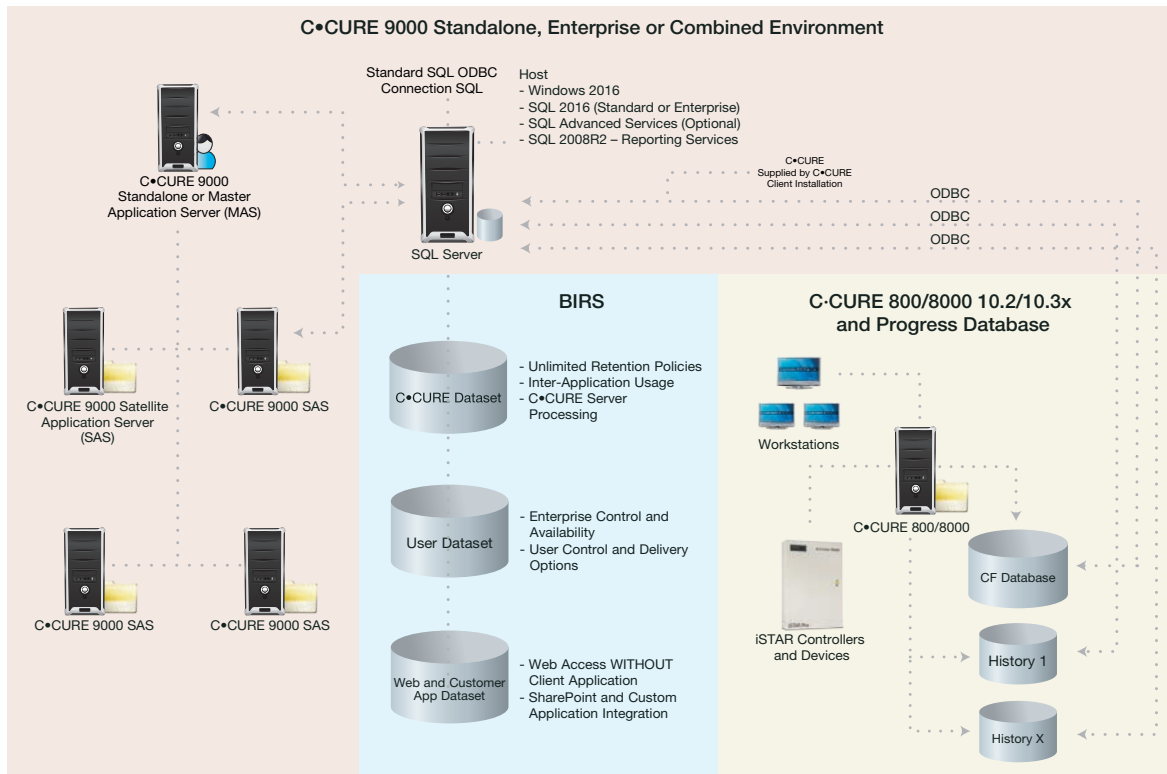 C•CURE 9000 Standalone, Enterprise or Combined Environment
Standard SQL ODBC
Connection SQL
Host
- Windows 2016
- SQL 2016 (Standard or Enterprise)
- SQL Advanced Services (Optional)
- SQL 2008R2 – Reporting Services
C•CURE 9000
Standalone or Master
Application Server (MAS)
SQL Server
C•CURE
Supplied by C•CURE
Client Installation
ODBC
ODBC
ODBC
C•CURE 9000 Satellite
Application Server
(SAS)
C•CURE 9000 SAS
C•CURE 9000 SAS
C•CURE 9000 SAS
BIRS
C•CURE Dataset
- Unlimited Retention Policies
- Inter-Application Usage
- C•CURE Server
Processing
User Dataset
- Enterprise Control and
Availability
- User Control and Delivery
Options
Web and Customer
App Dataset
- Web Access WITHOUT
Client Application
- SharePoint and Custom
Application Integration
C·CURE 800/8000 10.2/10.3x
and Progress Database
Workstations
C•CURE 800/8000
iSTAR Controllers
and Devices
CF Database
History 1
History X